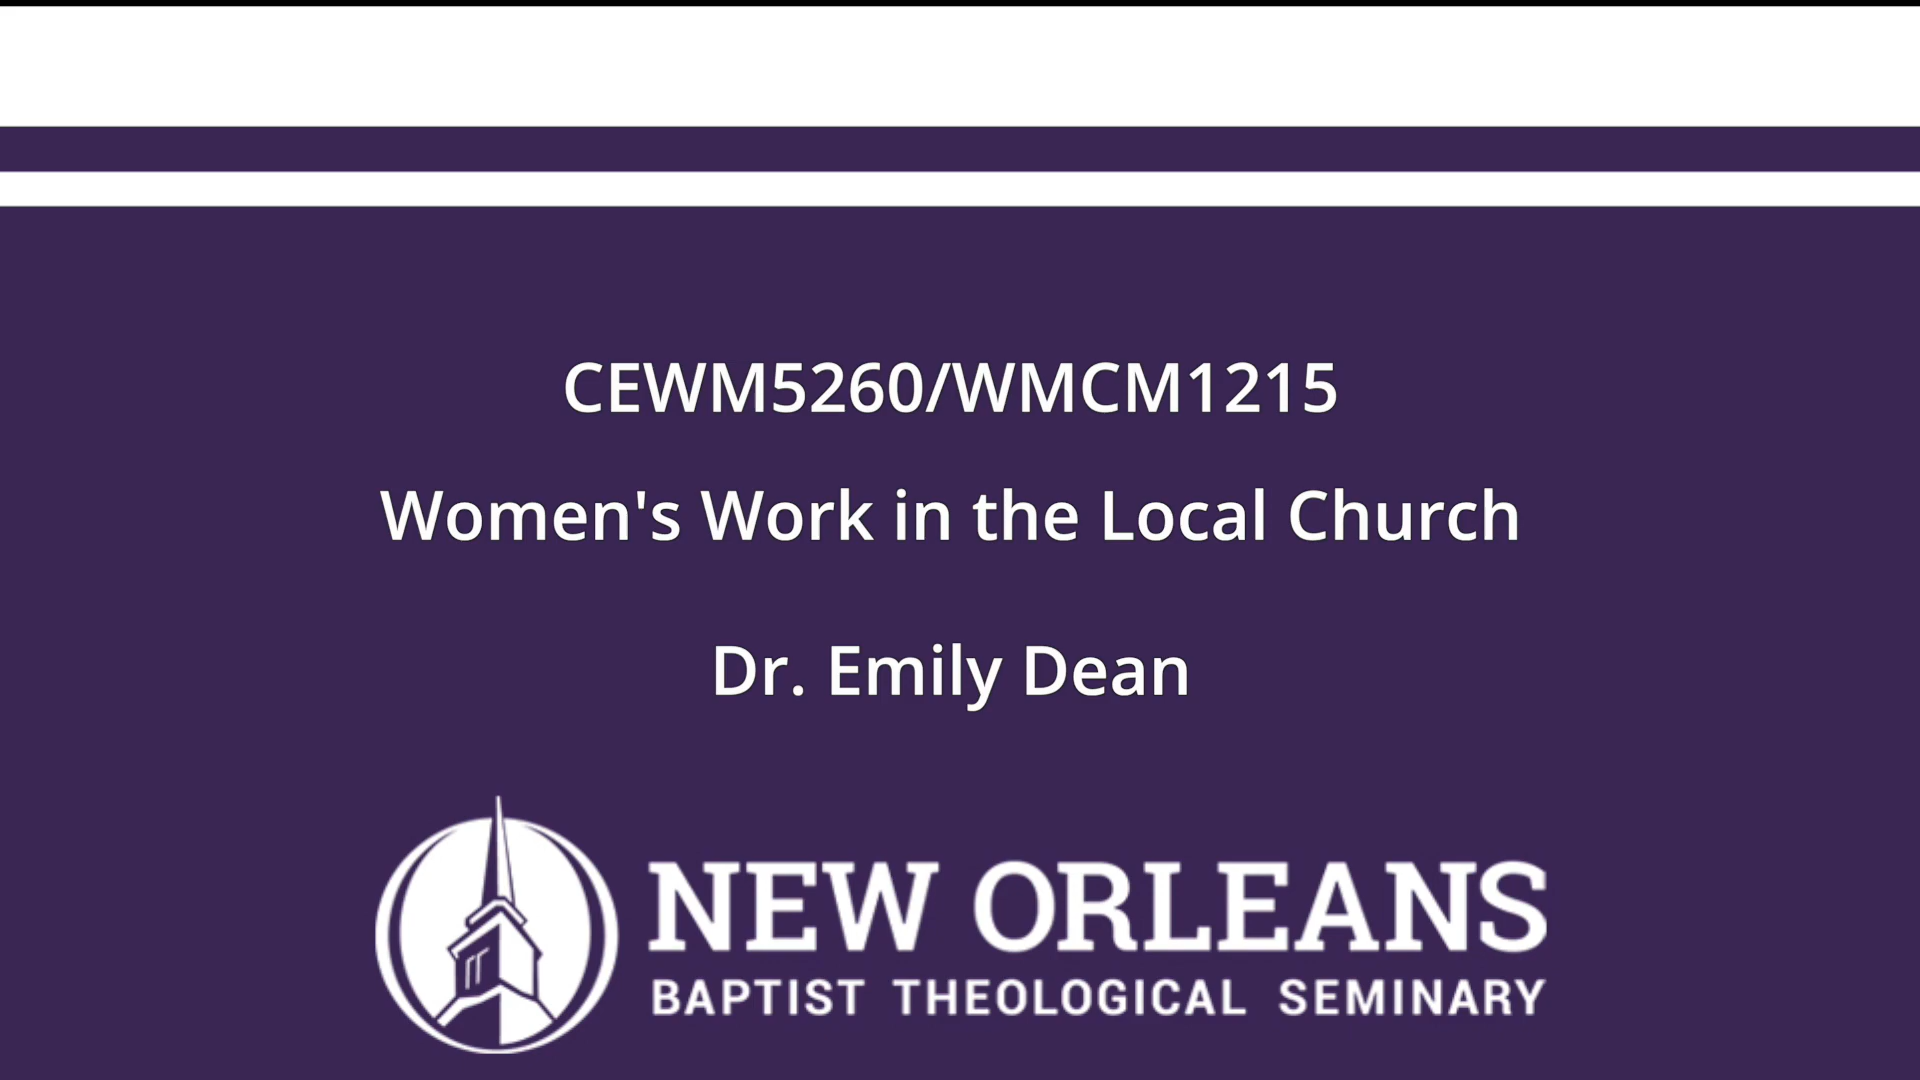 CEWM5260/WMCM1215
Women's Work in the Local Church
Dr. Emily Dean
NEW ORLEANS
BAPTIST THEOLOGICAL SEMINARY